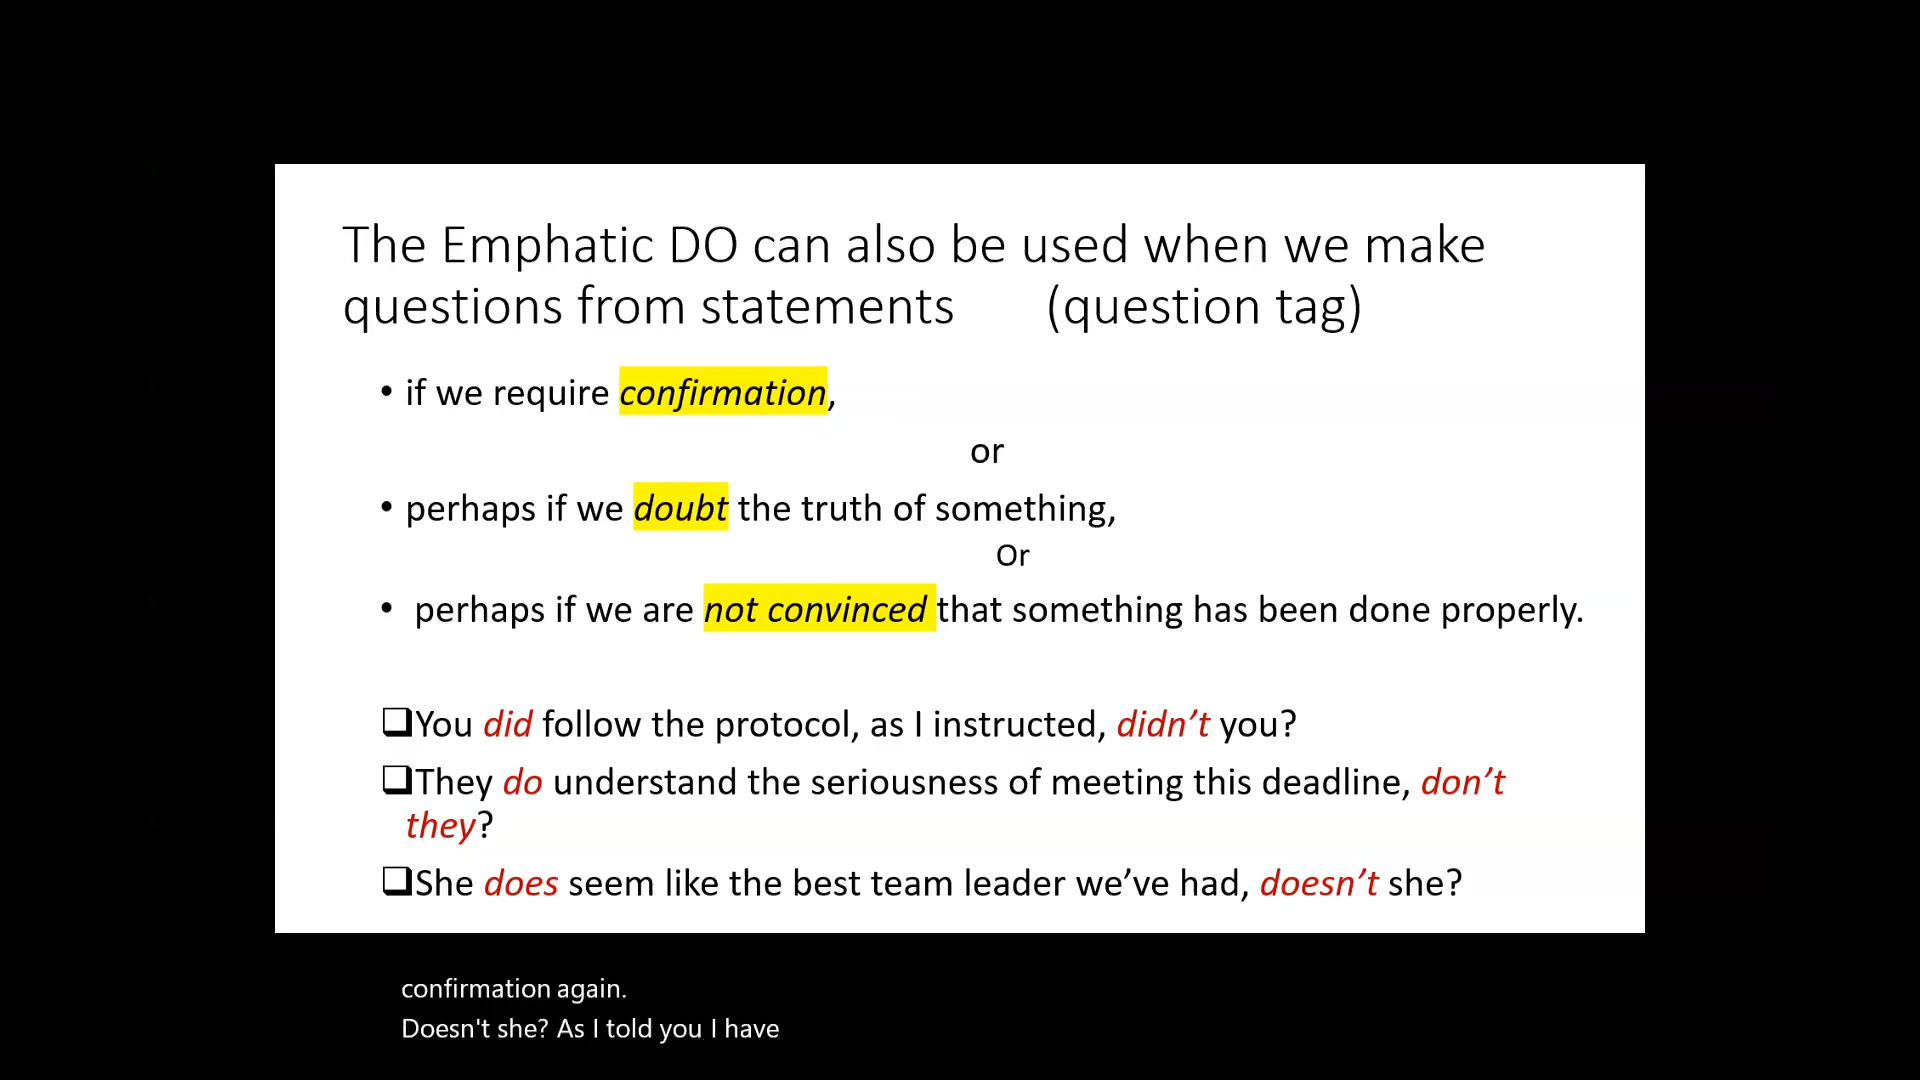 The Emphatic DO can also be used when we make
questions from statements (question tag)
• if we require confirmation,
or
• perhaps if we doubt the truth of something,
Or
• perhaps if we are not convinced that something has been done properly.
❑You did follow the protocol, as I instructed, didn’t you?
❑They do understand the seriousness of meeting this deadline, don’t
they?
❑She does seem like the best team leader we’ve had, doesn’t she?
confirmation again.
Doesn't she? As I told you I have